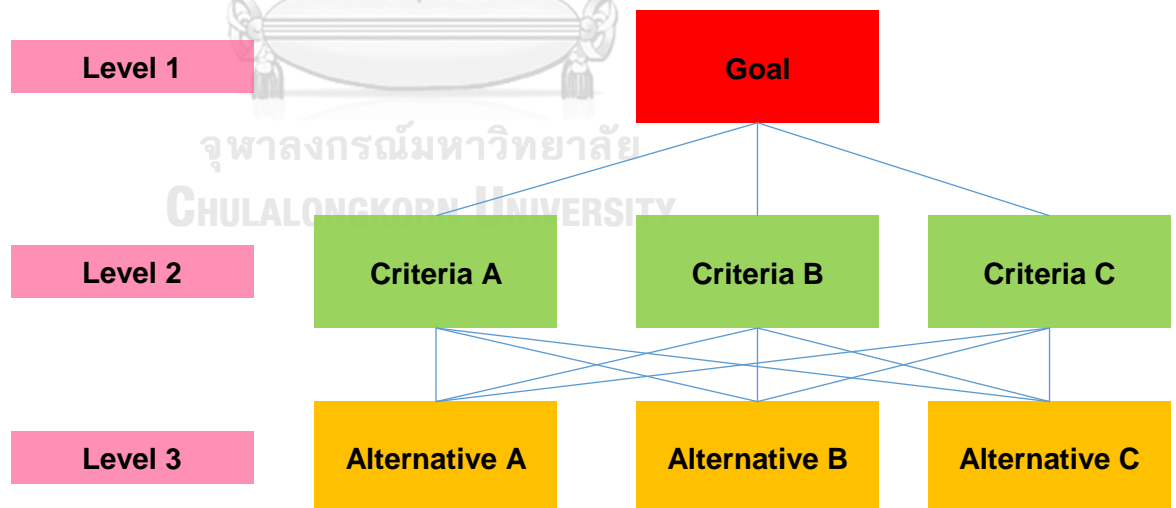 Level 1
Goal
จุฬาลงกรณ์มหาวิทยาลัย
CHULALONGKORN UNIVERSITY
Level 2
Criteria A
Criteria B
Criteria C
Level 3
Alternative A
Alternative B
Alternative C